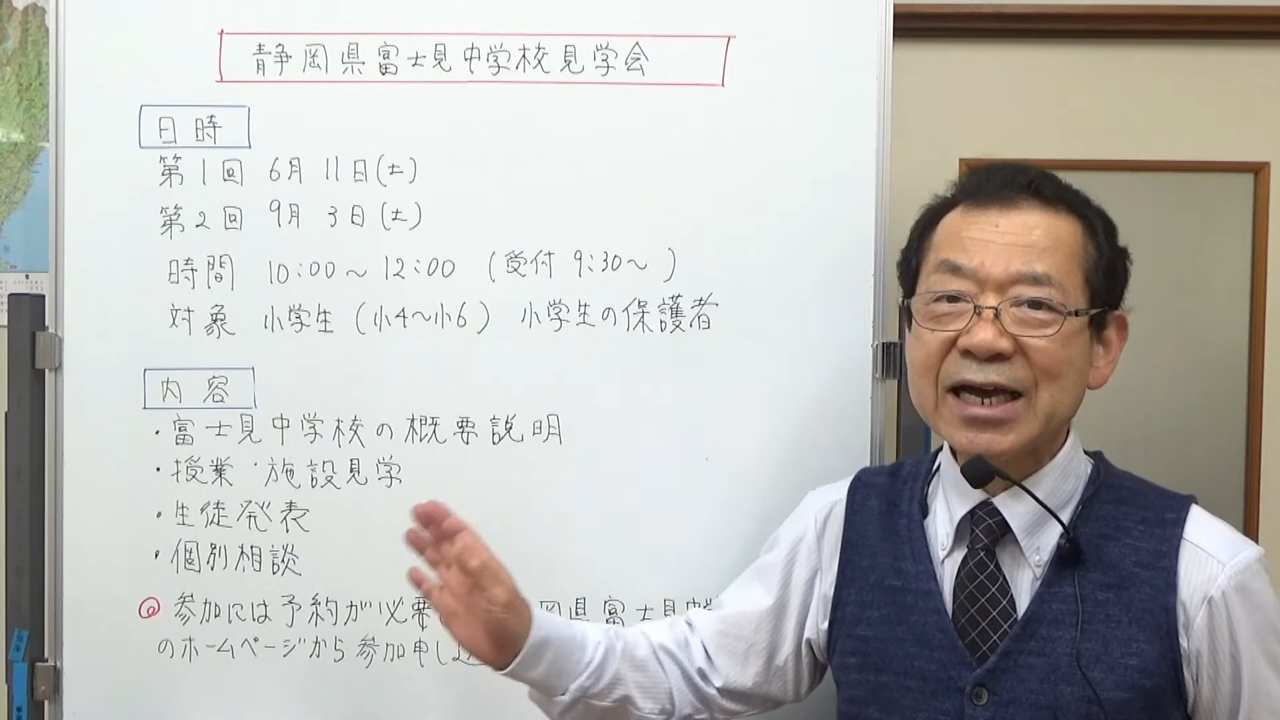 静岡県富士見中学校見学会
日時
第1回 6月 11日(土)
第2回 9月 3日(土)
時間 10:00~12:00 (受付 9:30~ )
対象 小学生 (小4~小6) 小学生の保護者
内容
・富士見中学校の概要説明
・授業・施設見学
・生徒発表
・個別相談
◎ 参加には予約が必要 岡県富士見中学
のホームページから参加申し込